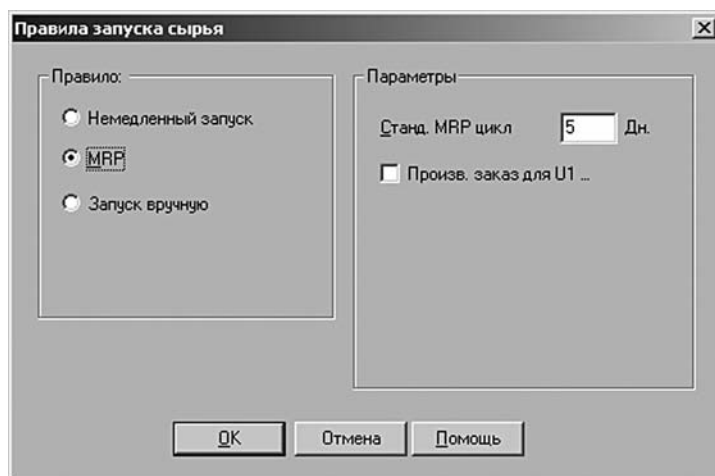 Правила запуска сырья
Правило:
Немедленный запуск
MRP
Запуск вручную
Параметры
Станд. MRP цикл 5 Дн.
Произв. заказ для U1 ...
OK
Отмена
Помощь